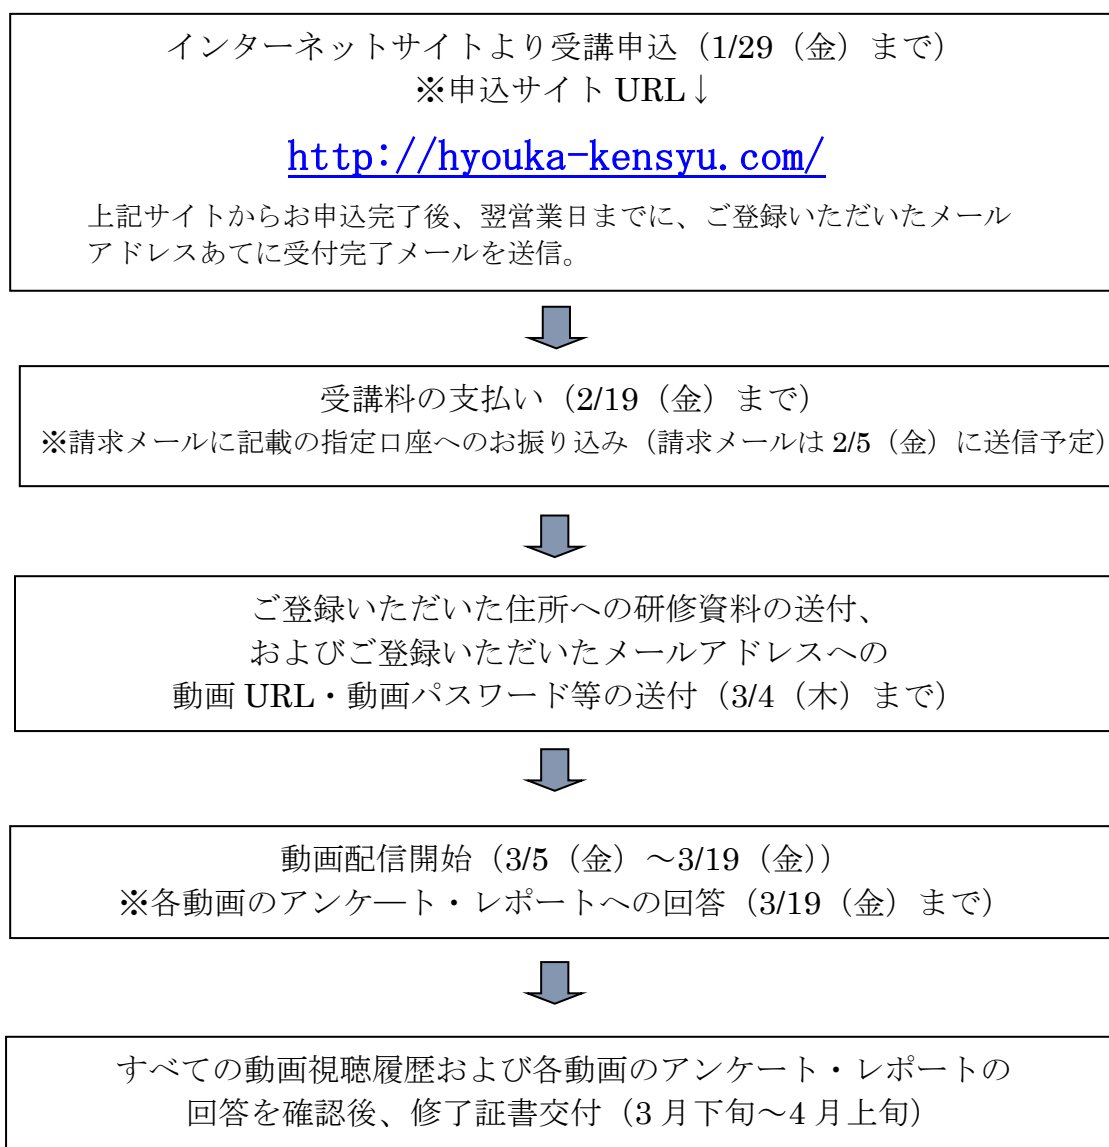 インターネットサイトより受講申込（1/29（金）まで）
※申込サイト URL↓
http://hyouka-kensyu.com/
上記サイトからお申込完了後、翌営業日までに、ご登録いただいたメール
アドレスあてに受付完了メールを送信。
受講料の支払い（2/19（金）まで）
※請求メールに記載の指定口座へのお振り込み（請求メールは 2/5（金）に送信予定）
ご登録いただいた住所への研修資料の送付、
およびご登録いただいたメールアドレスへの
動画 URL・動画パスワード等の送付（3/4（木）まで）
動画配信開始（3/5（金）～3/19（金））
※各動画のアンケ―ト・レポートへの回答（3/19（金）まで）
すべての動画視聴履歴および各動画のアンケート・レポートの
回答を確認後、修了証書交付（3 月下旬～4 月上旬）